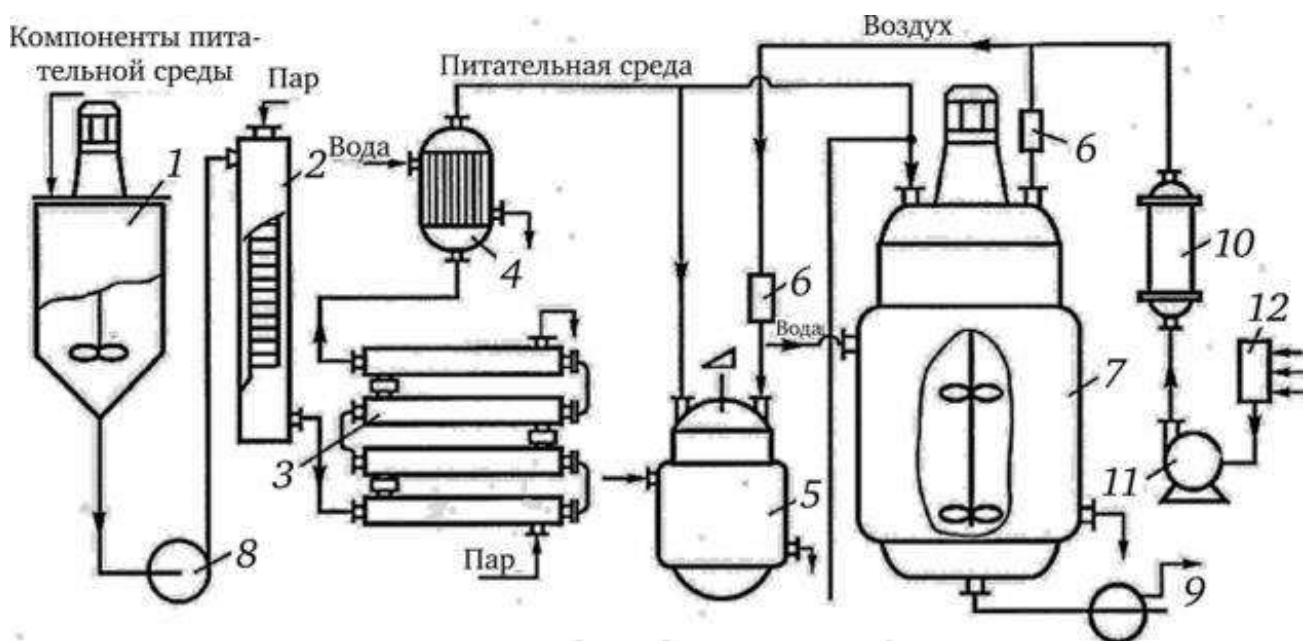 Компоненты пита-
тельной среды
Пар
Питательная среда
Воздух
Вода
1
2
4
6
6
10
12
3
Вода
7
5
11
Пар
8
9